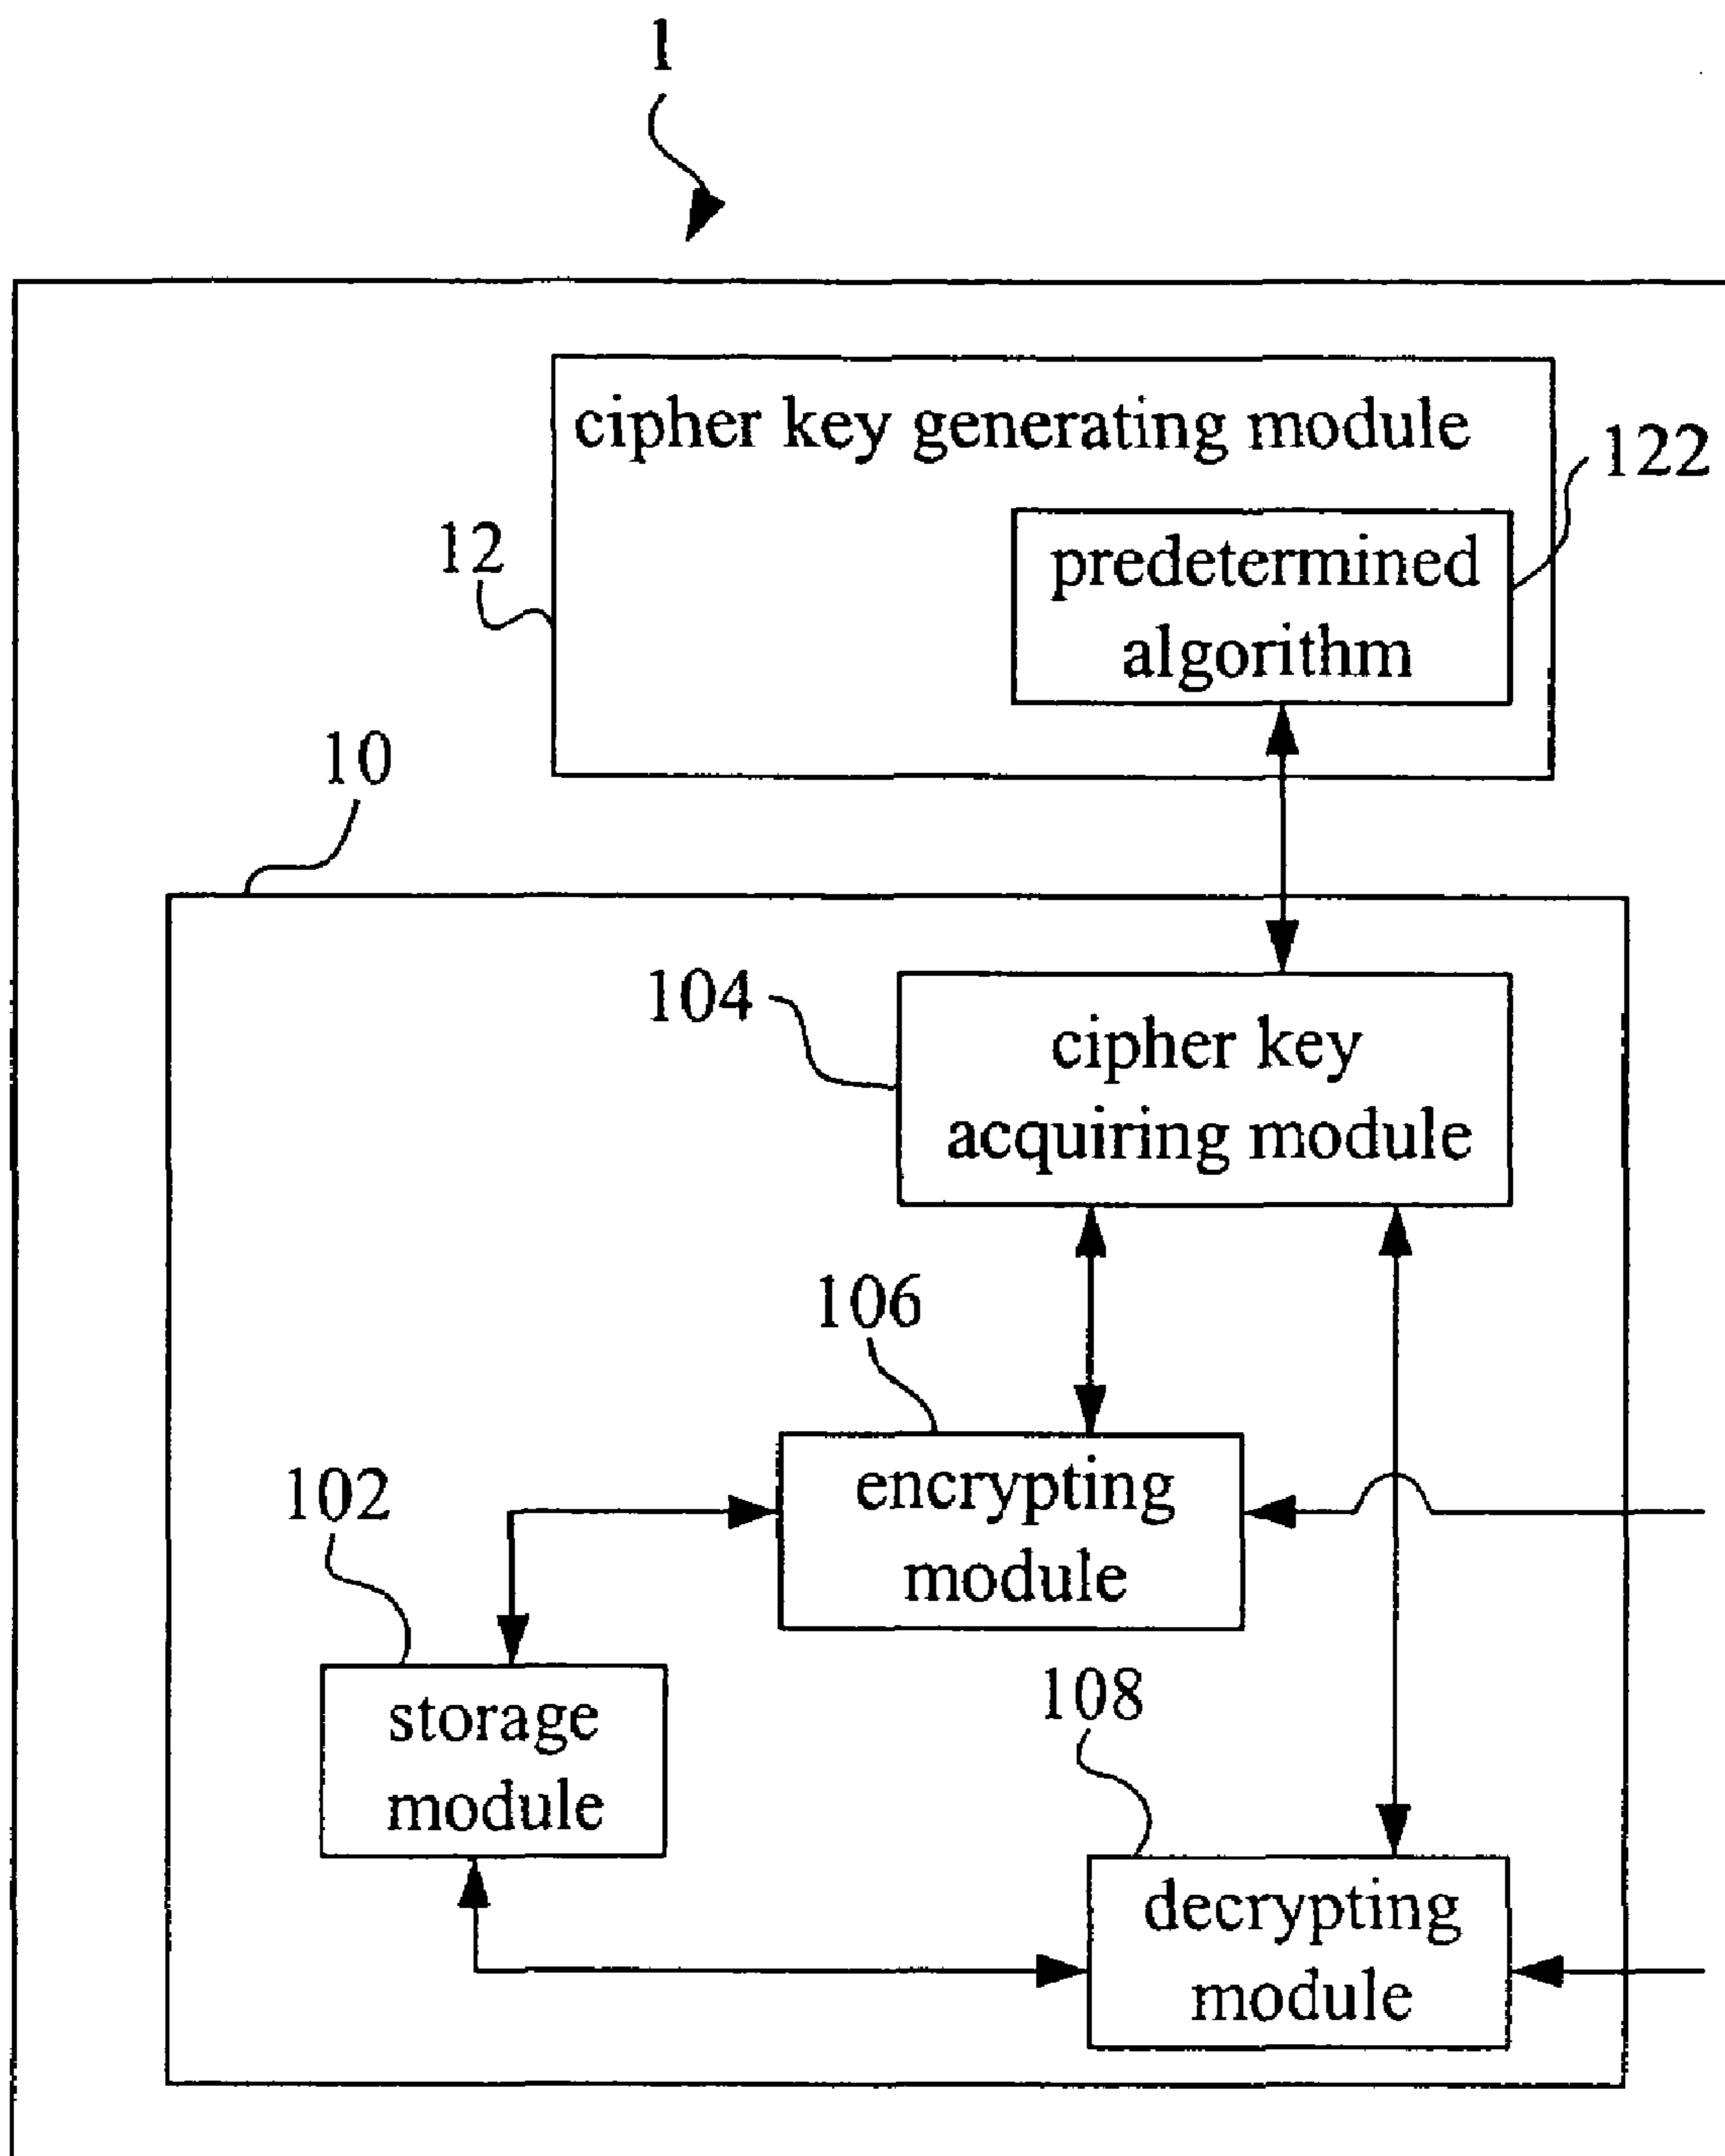 1
cipher key generating module
122
12
predetermined
algorithm
10
104
cipher key
acquiring module
106
encrypting
module
102
storage
module
108
decrypting
module